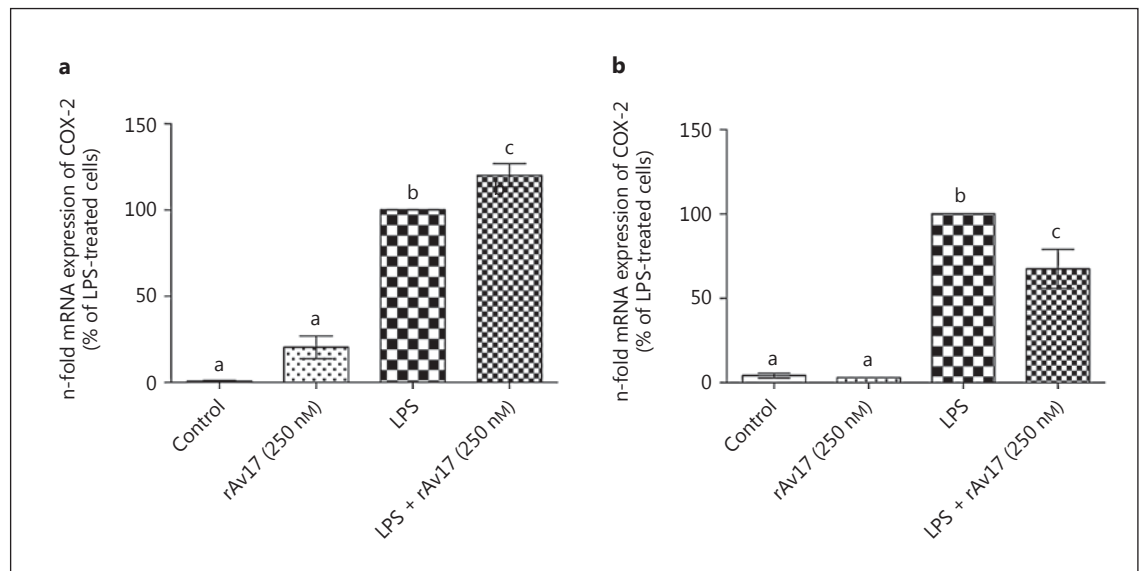 a
n-fold mRNA expression of COX-2
(% of LPS-treated cells)
150
100
50
0
a
a
b
c
b
Control
rAv17 (250 nM)
LPS
LPS + rAv17 (250 nM)
b
n-fold mRNA expression of COX-2
(% of LPS-treated cells)
150
100
50
0
a
a
b
c
Control
rAv17 (250 nM)
LPS
LPS + rAv17 (250 nM)